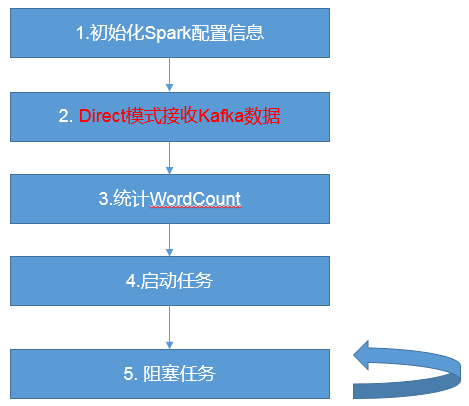 1.初始化Spark配置信息
2. Direct模式接收Kafka数据
3.统计WordCount
4.启动任务
5. 阻塞任务